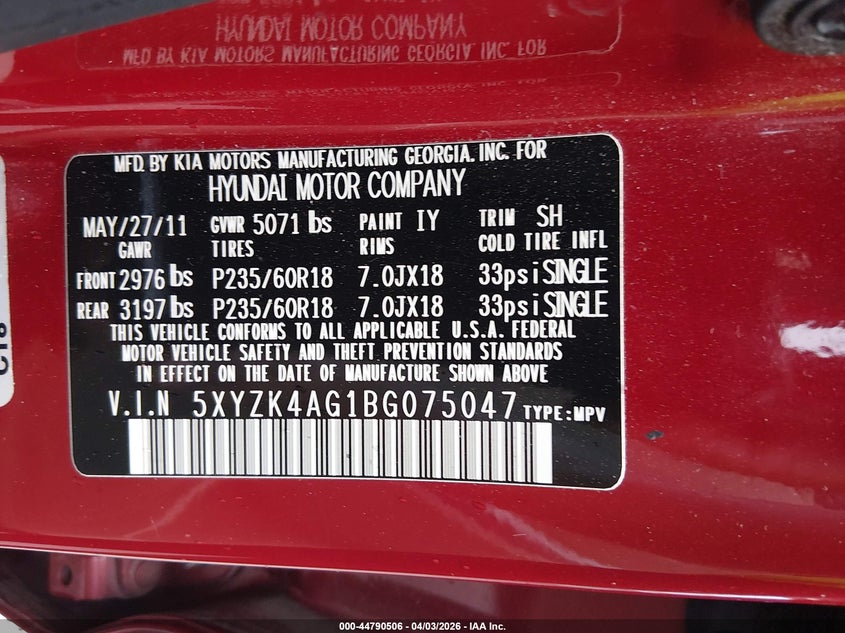 HYUNDAI MOTOR COMPANY
MFD BY KIA MOTORS MANUFACTURING GEORGIA. INC. FOR
MFD. BY KIA MOTORS MANUFACTURING GEORGIA. INC. FOR
HYUNDAI MOTOR COMPANY
MAY/27/11 GVWR 5071 lbs PAINT IY TRIM SH
GAWR TIRES RIMS COLD TIRE INFL
FRONT 2976 lbs P235/60R18 7.0JX18 33psi SINGLE
REAR 3197 lbs P235/60R18 7.0JX18 33psi SINGLE
THIS VEHICLE CONFORMS TO ALL APPLICABLE U.S.A. FEDERAL
MOTOR VEHICLE SAFETY AND THEFT PREVENTION STANDARDS
IN EFFECT ON THE DATE OF MANUFACTURE SHOWN ABOVE
V.I.N 5XYZK4AG1BG075047 TYPE:MPV
000-44790506 - 04/03/2026 - IAA Inc.